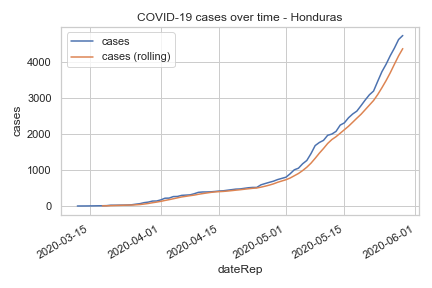 COVID-19 cases over time - Honduras
cases
cases (rolling)
4000
3000
2000
1000
0
cases
2020-03-15
2020-04-01
2020-04-15
2020-05-01
2020-05-15
2020-06-01
dateRep